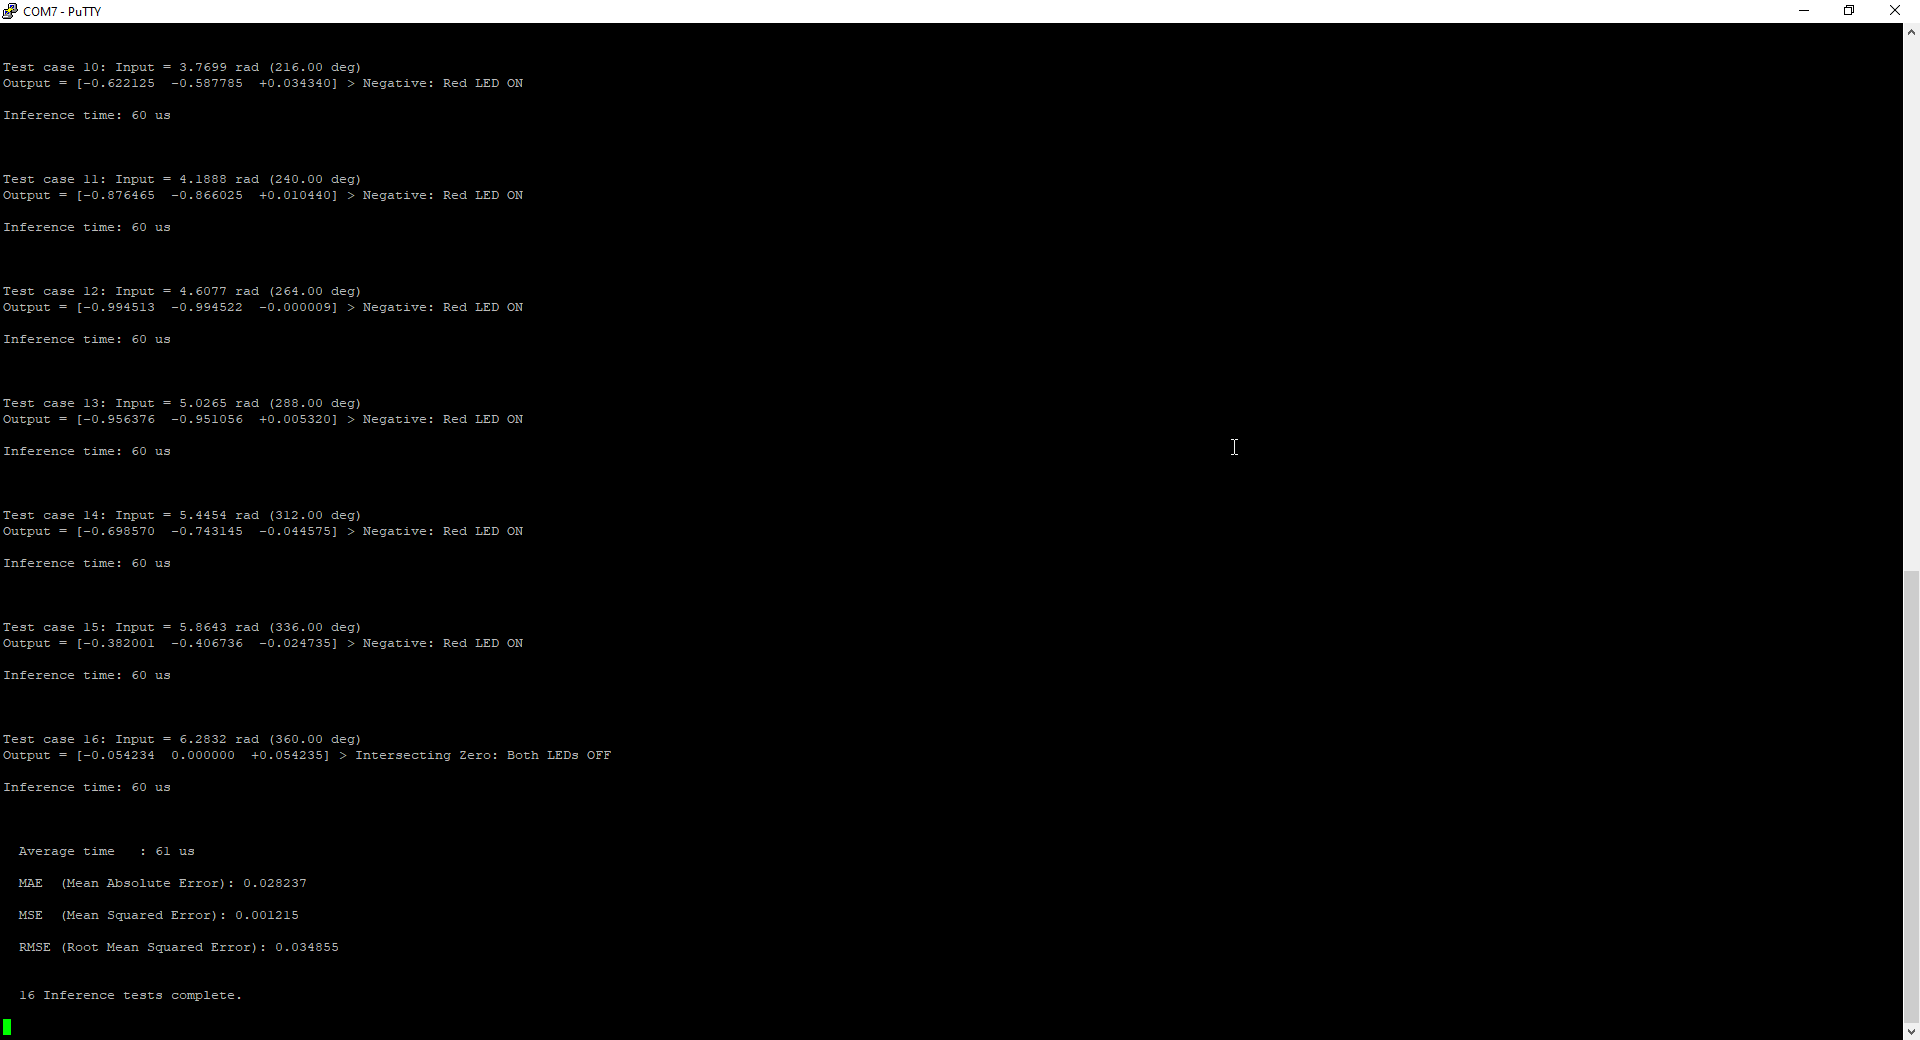 COM7 - PuTTY
Test case 10: Input = 3.7699 rad (216.00 deg)
Output = [-0.622125  -0.587785  +0.034340] > Negative: Red LED ON
Inference time: 60 us
Test case 11: Input = 4.1888 rad (240.00 deg)
Output = [-0.876465  -0.866025  +0.010440] > Negative: Red LED ON
Inference time: 60 us
Test case 12: Input = 4.6077 rad (264.00 deg)
Output = [-0.994513  -0.994522  -0.000009] > Negative: Red LED ON
Inference time: 60 us
Test case 13: Input = 5.0265 rad (288.00 deg)
Output = [-0.956376  -0.951056  +0.005320] > Negative: Red LED ON
Inference time: 60 us
Test case 14: Input = 5.4454 rad (312.00 deg)
Output = [-0.698570  -0.743145  -0.044575] > Negative: Red LED ON
Inference time: 60 us
Test case 15: Input = 5.8643 rad (336.00 deg)
Output = [-0.382001  -0.406736  -0.024735] > Negative: Red LED ON
Inference time: 60 us
Test case 16: Input = 6.2832 rad (360.00 deg)
Output = [-0.054234  0.000000  +0.054235] > Intersecting Zero: Both LEDs OFF
Inference time: 60 us
Average time   : 61 us
MAE  (Mean Absolute Error): 0.028237
MSE  (Mean Squared Error): 0.001215
RMSE (Root Mean Squared Error): 0.034855
16 Inference tests complete.